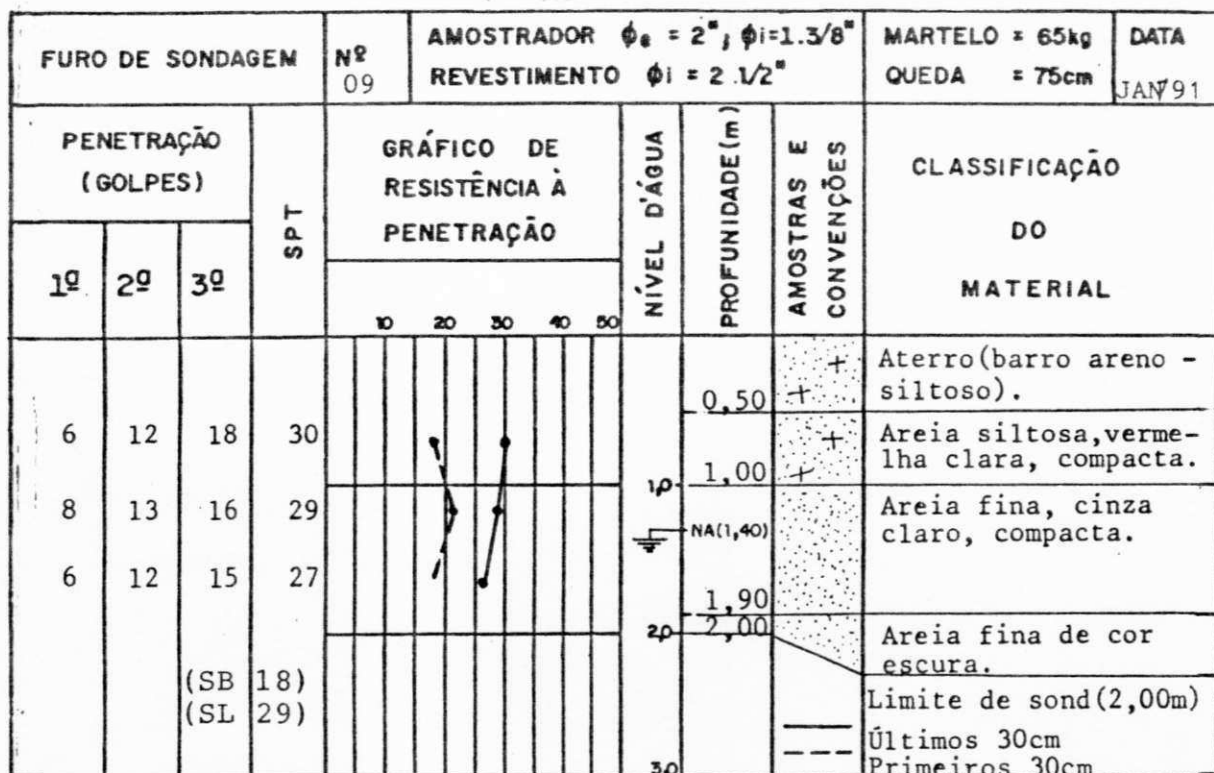 FURO DE SONDAGEM
Nº 09
AMOSTRADOR ϕe = 2"; ϕi=1.3/8"
REVESTIMENTO ϕi = 2.1/2"
MARTELO = 65kg
QUEDA = 75cm
DATA
JAN/91
PENETRAÇÃO
(GOLPES)
1ª 2ª 3ª
SPT
GRÁFICO DE
RESISTÊNCIA À
PENETRAÇÃO
10 20 30 40 50
NÍVEL D'ÁGUA
PROFUNIDADE(m)
AMOSTRAS E
CONVENÇÕES
CLASSIFICAÇÃO
DO
MATERIAL
Aterro(barro areno -
siltoso).
0,50
6 12 18 30
Areia siltosa,verme-
lha clara, compacta.
1,0 1,00
8 13 16 29
Areia fina, cinza
claro, compacta.
NA(1,40)
6 12 15 27
1,90
2,0 2,00
Areia fina de cor
escura.
(SB 18)
(SL 29)
Limite de sond(2,00m)
Últimos 30cm
Primeiros 30cm
3,0